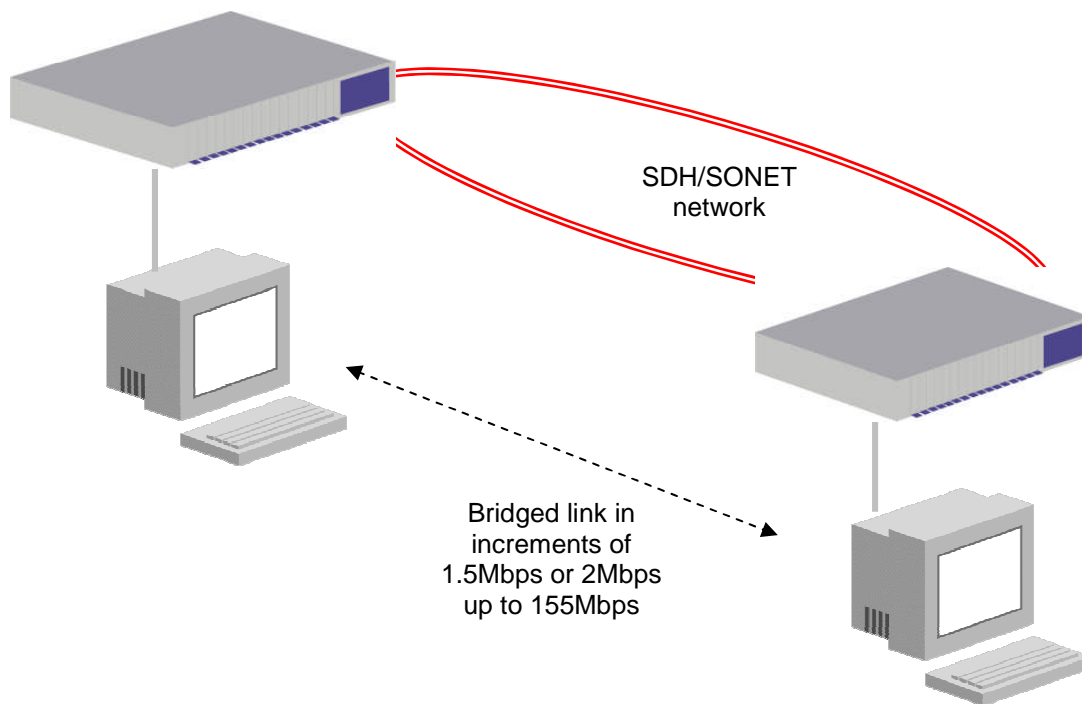 SDH/SONET
network
Bridged link in
increments of
1.5Mbps or 2Mbps
up to 155Mbps